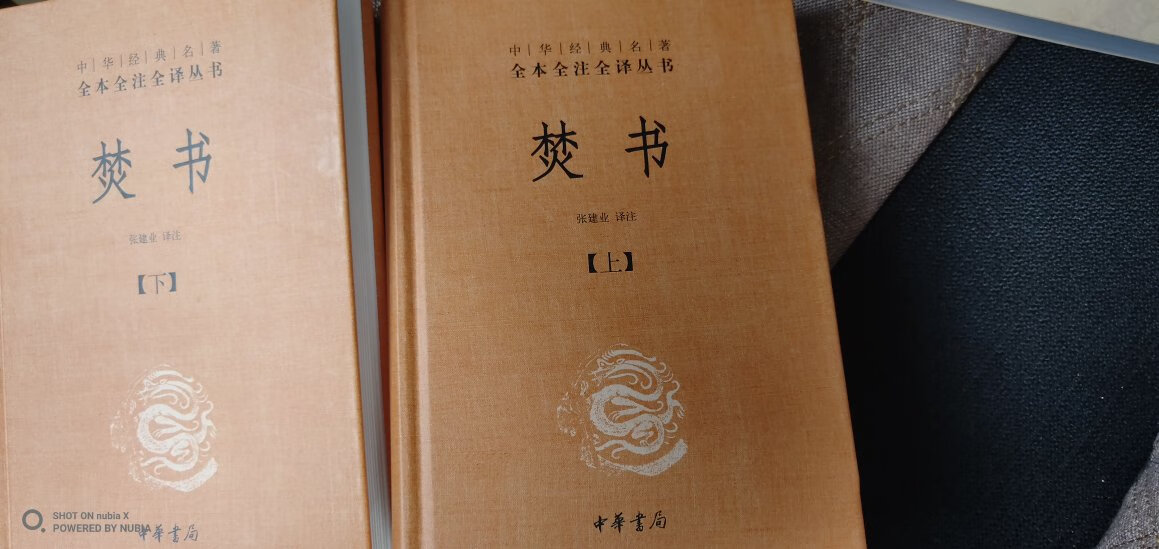 中|华|经|典|名|著
全本全注全译丛书
焚书
张建业 译注
【下】
中華書局
中|华|经|典|名|著
全本全注全译丛书
焚书
张建业 译注
【上】
中華書局
SHOT ON nubia X
POWERED BY NUBIA